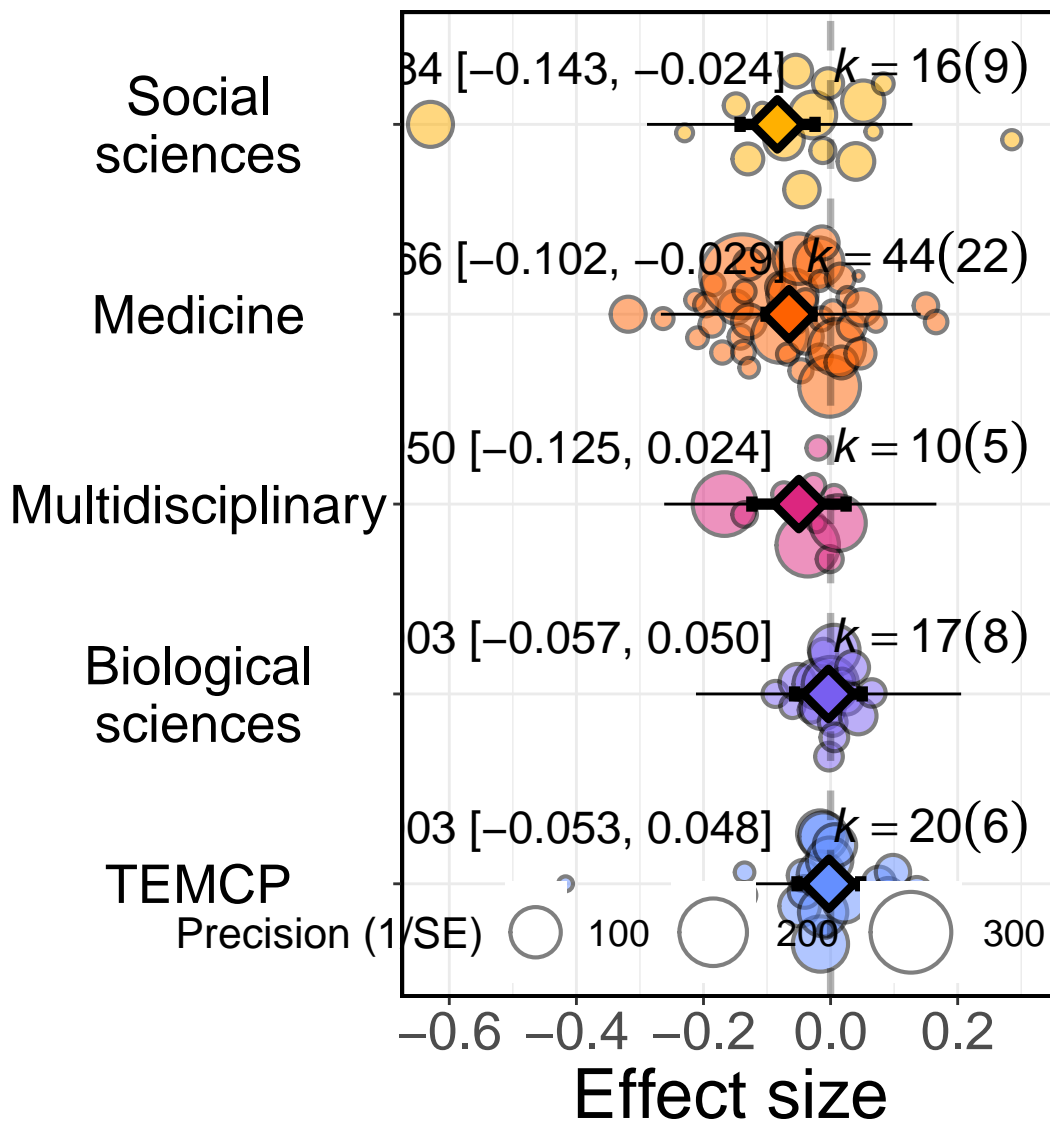 Social
sciences
84 [−0.143, −0.024] k = 16(9)
Medicine
66 [−0.102, −0.029] k = 44(22)
Multidisciplinary
50 [−0.125, 0.024] k = 10(5)
Biological
sciences
03 [−0.057, 0.050] k = 17(8)
TEMCP
03 [−0.053, 0.048] k = 20(6)
Precision (1/SE) 100 200 300
−0.6 −0.4 −0.2 0.0 0.2
Effect size